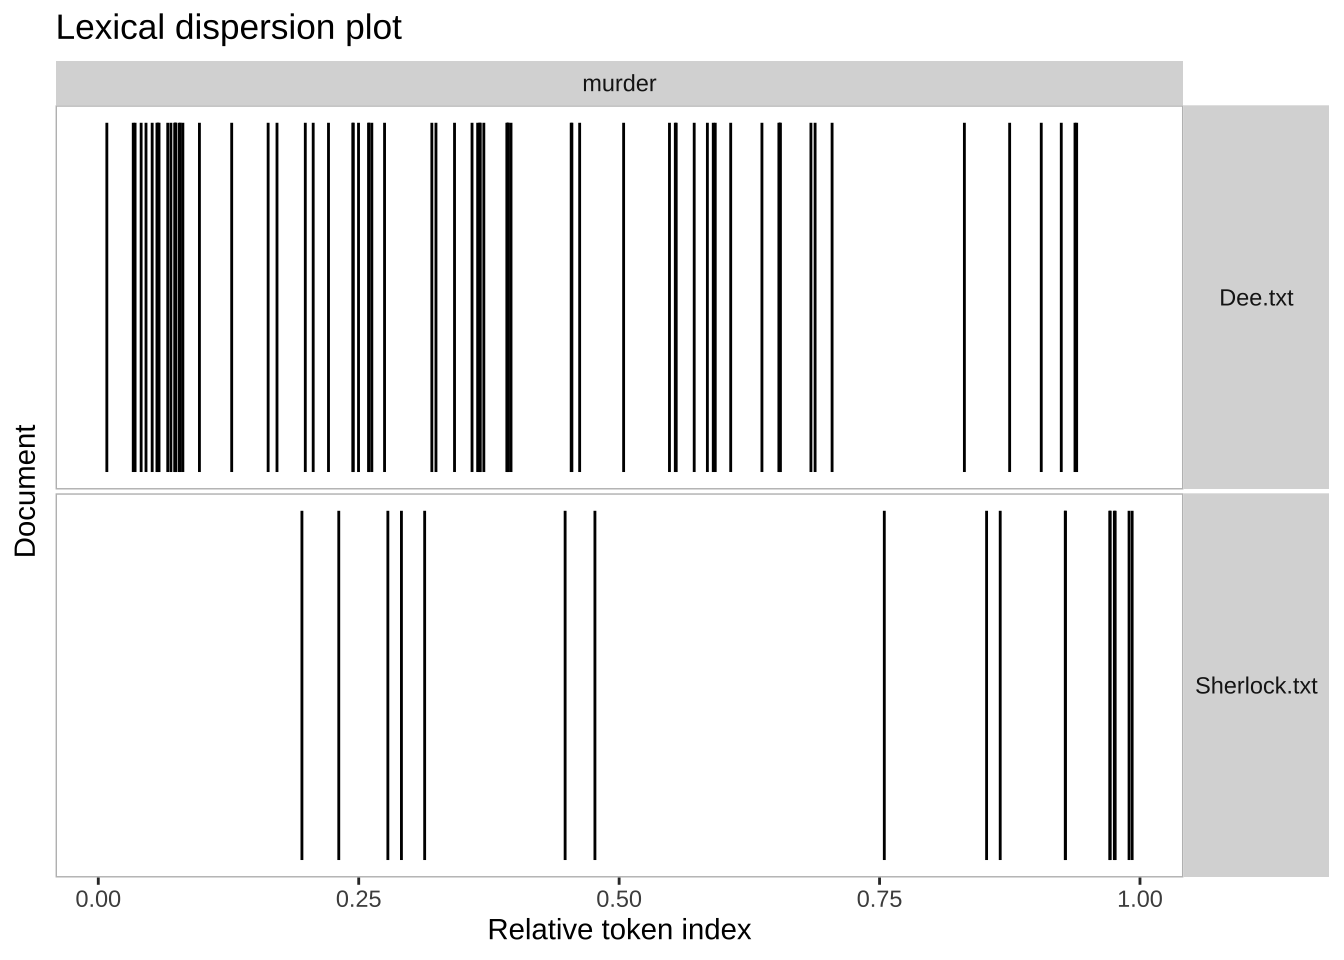 Lexical dispersion plot
murder
Dee.txt
Document
Sherlock.txt
0.00 0.25 0.50 0.75 1.00
Relative token index